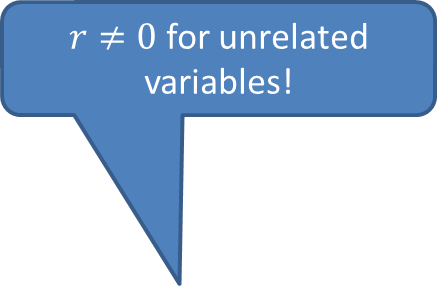 r ≠ 0 for unrelated
variables!